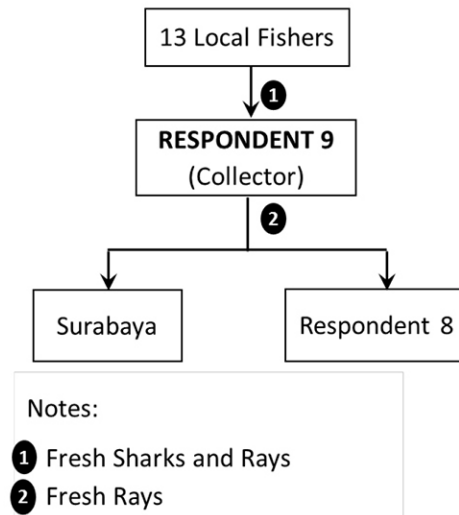 13 Local Fishers
1
RESPONDENT 9
(Collector)
2
Surabaya
Respondent 8
Notes:
1 Fresh Sharks and Rays
2 Fresh Rays